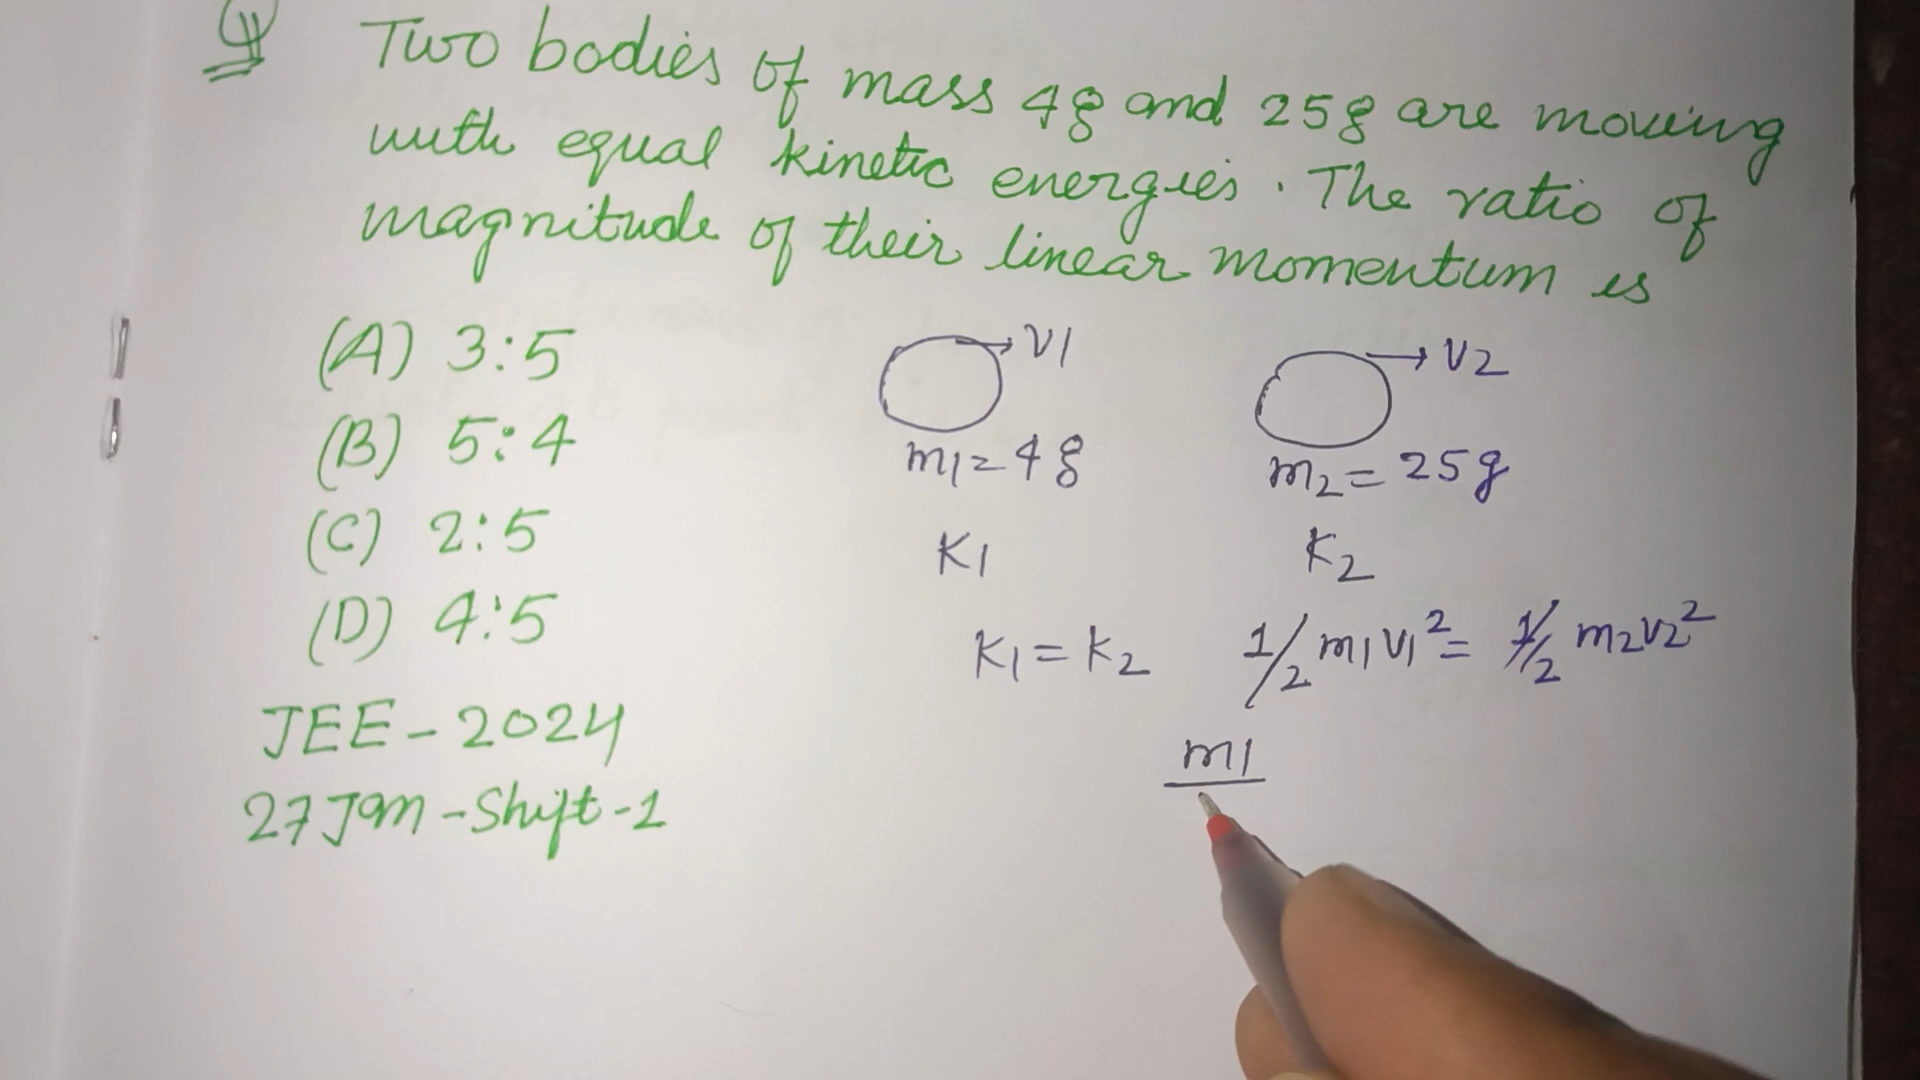 Q
Two bodies of mass 4g and 25g are moving
with equal kinetic energies. The ratio of
magnitude of their linear momentum is
(A) 3:5
(B) 5:4
(C) 2:5
(D) 4:5
JEE-2024
27 Jan-Shift-1
v1
v2
m1=4g
m2=25g
K1
K2
K1=K2 1/2 m1v1²= 1/2 m2v2²
m1